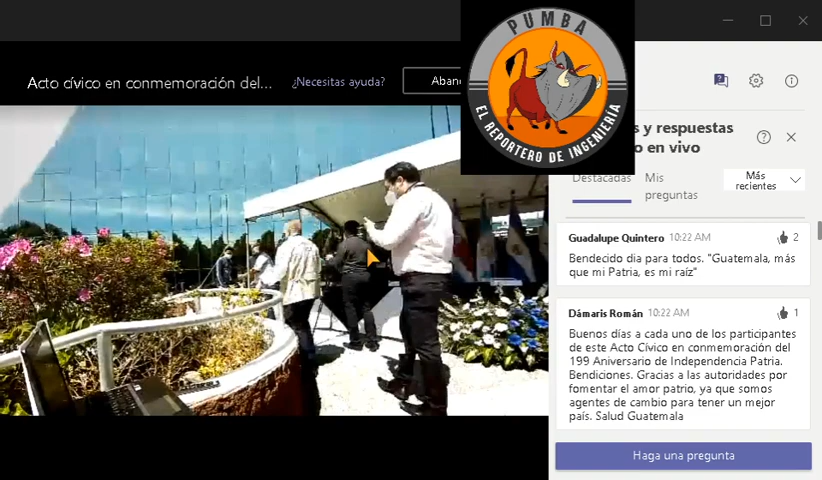 PUMBA
EL REPORTERO DE INGENIERÍA
Acto cívico en conmemoración del...
¿Necesitas ayuda?
Aban
y respuestas
en vivo
Destacadas
Mis
preguntas
Más
recientes
Guadalupe Quintero 10:22 AM 2
Bendecido dia para todos. "Guatemala, más
que mi Patria, es mi raíz"
Dámaris Román 10:22 AM 1
Buenos días a cada uno de los participantes
de este Acto Cívico en conmemoración del
199 Aniversario de Independencia Patria.
Bendiciones. Gracias a las autoridades por
fomentar el amor patrio, ya que somos
agentes de cambio para tener un mejor
país. Salud Guatemala
Haga una pregunta